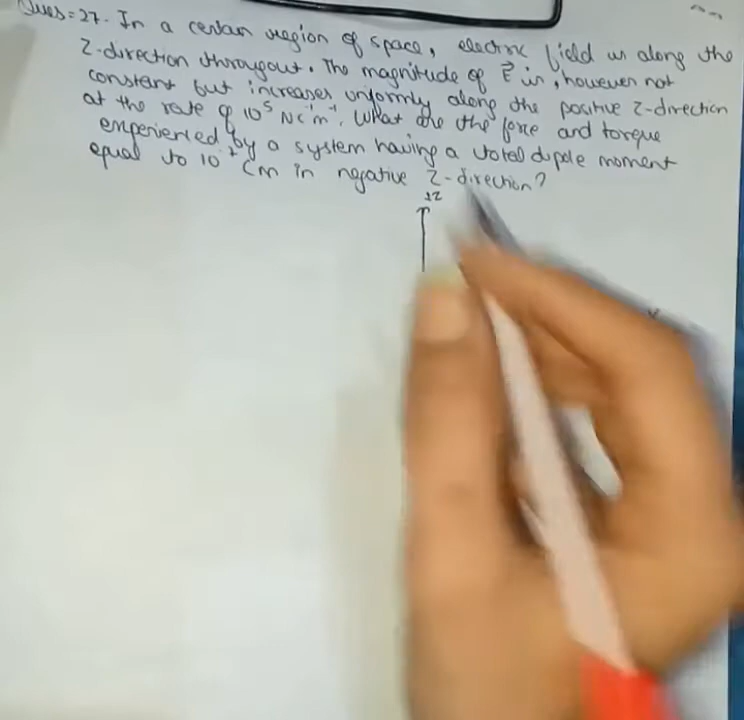 Ques=27. In a certain region of space, electric field is along the
Z-direction througout. The magnitude of E⃗ is, however not
constant but increases uniformly along the positive z-direction
at the rate of 10⁵ NC⁻¹m⁻¹. What are the force and torque
experienced by a system having a total dipole moment
equal to 10⁻⁷ Cm in negative Z-direction?